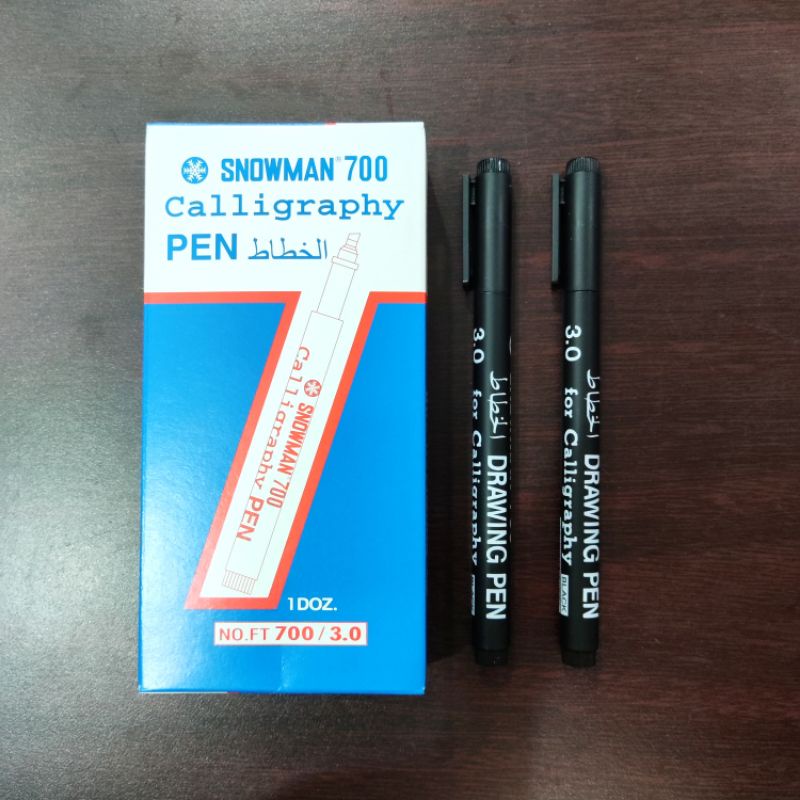 SNOWMAN® 700
Calligraphy
PEN الخطاط
SNOWMAN 700
Calligraphy PEN
1 DOZ.
NO.FT 700 / 3.0
3.0 الخطاط DRAWING PEN
for Calligraphy
3.0 الخطاط DRAWING PEN
for Calligraphy
BLACK